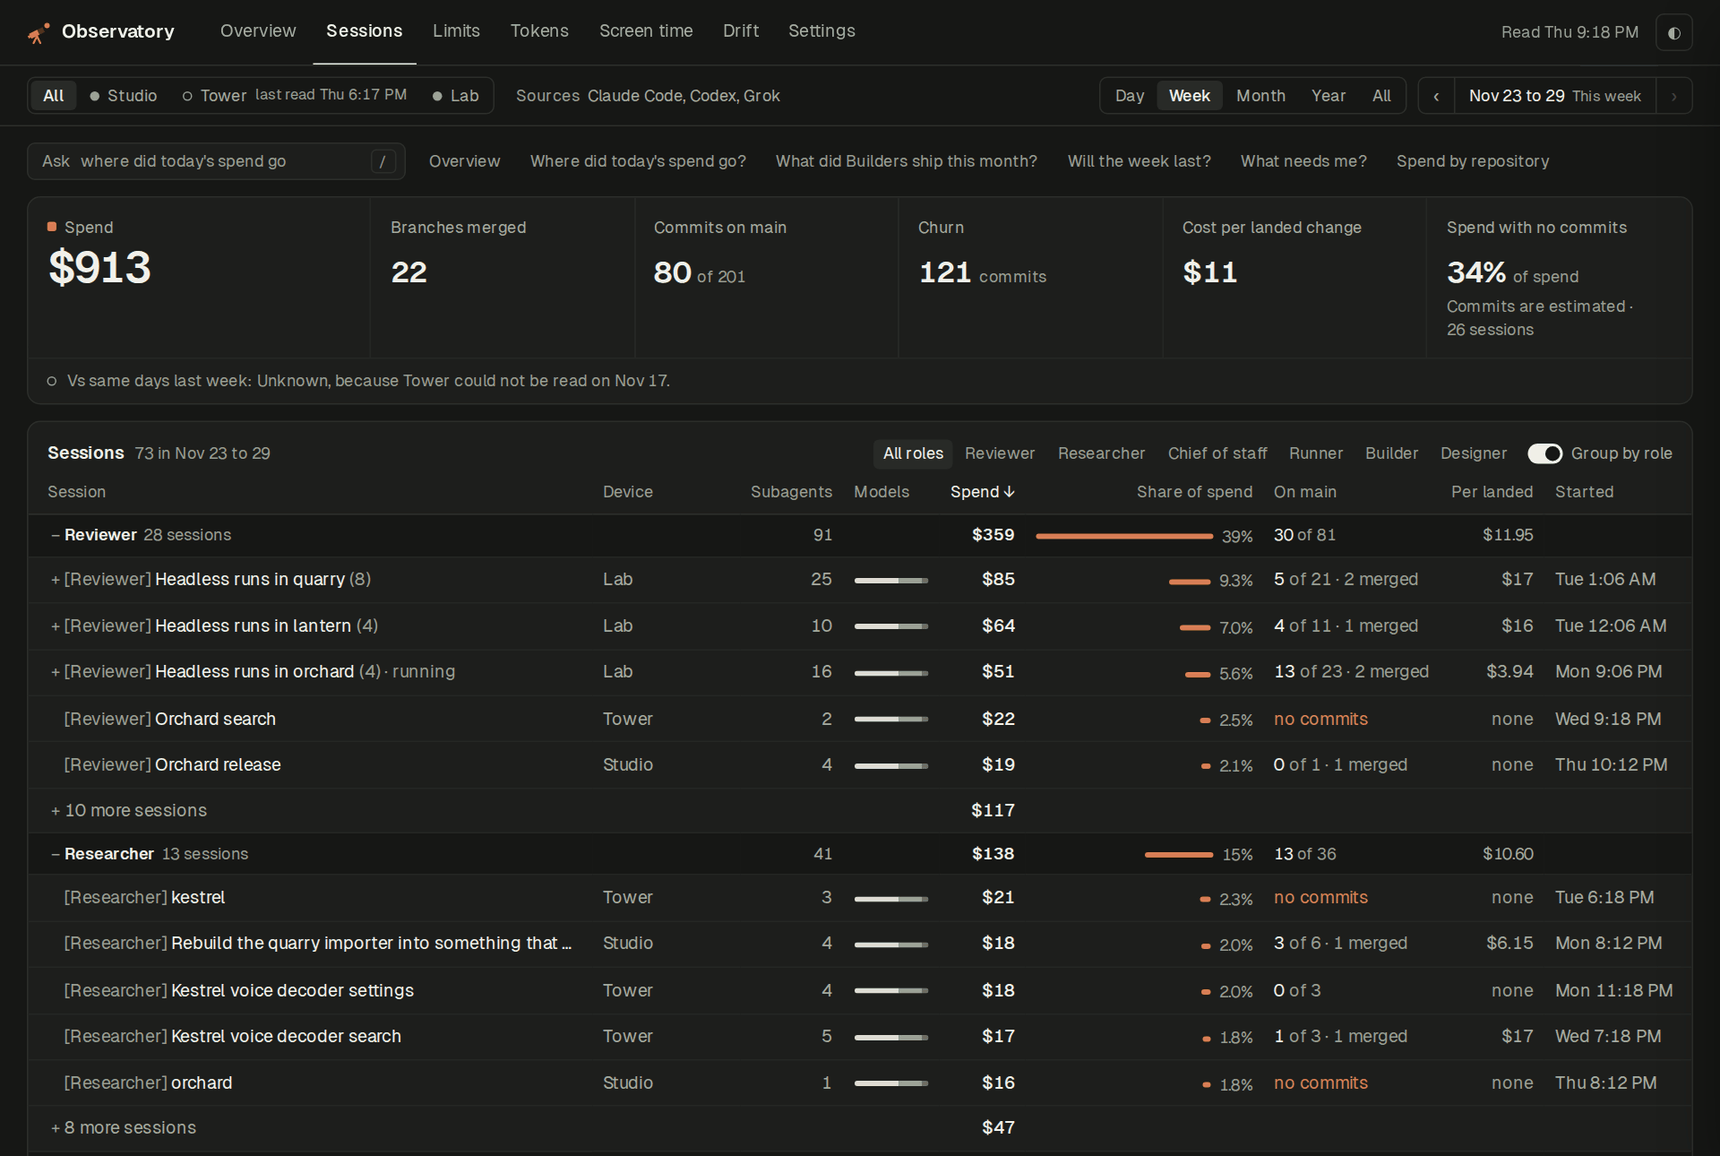 Observatory Overview Sessions Limits Tokens Screen time Drift Settings Read Thu 9:18 PM
All Studio Tower last read Thu 6:17 PM Lab Sources Claude Code, Codex, Grok Day Week Month Year All ‹ Nov 23 to 29 This week ›
Ask where did today's spend go / Overview Where did today's spend go? What did Builders ship this month? Will the week last? What needs me? Spend by repository
Spend Branches merged Commits on main Churn Cost per landed change Spend with no commits
$913 22 80 of 201 121 commits $11 34% of spend
Commits are estimated ·
26 sessions
Vs same days last week: Unknown, because Tower could not be read on Nov 17.
Sessions 73 in Nov 23 to 29 All roles Reviewer Researcher Chief of staff Runner Builder Designer Group by role
Session Device Subagents Models Spend ↓ Share of spend On main Per landed Started
– Reviewer 28 sessions 91 $359 39% 30 of 81 $11.95
+ [Reviewer] Headless runs in quarry (8) Lab 25 $85 9.3% 5 of 21 · 2 merged $17 Tue 1:06 AM
+ [Reviewer] Headless runs in lantern (4) Lab 10 $64 7.0% 4 of 11 · 1 merged $16 Tue 12:06 AM
+ [Reviewer] Headless runs in orchard (4) · running Lab 16 $51 5.6% 13 of 23 · 2 merged $3.94 Mon 9:06 PM
[Reviewer] Orchard search Tower 2 $22 2.5% no commits none Wed 9:18 PM
[Reviewer] Orchard release Studio 4 $19 2.1% 0 of 1 · 1 merged none Thu 10:12 PM
+ 10 more sessions $117
– Researcher 13 sessions 41 $138 15% 13 of 36 $10.60
[Researcher] kestrel Tower 3 $21 2.3% no commits none Tue 6:18 PM
[Researcher] Rebuild the quarry importer into something that ... Studio 4 $18 2.0% 3 of 6 · 1 merged $6.15 Mon 8:12 PM
[Researcher] Kestrel voice decoder settings Tower 4 $18 2.0% 0 of 3 none Mon 11:18 PM
[Researcher] Kestrel voice decoder search Tower 5 $17 1.8% 1 of 3 · 1 merged $17 Wed 7:18 PM
[Researcher] orchard Studio 1 $16 1.8% no commits none Thu 8:12 PM
+ 8 more sessions $47